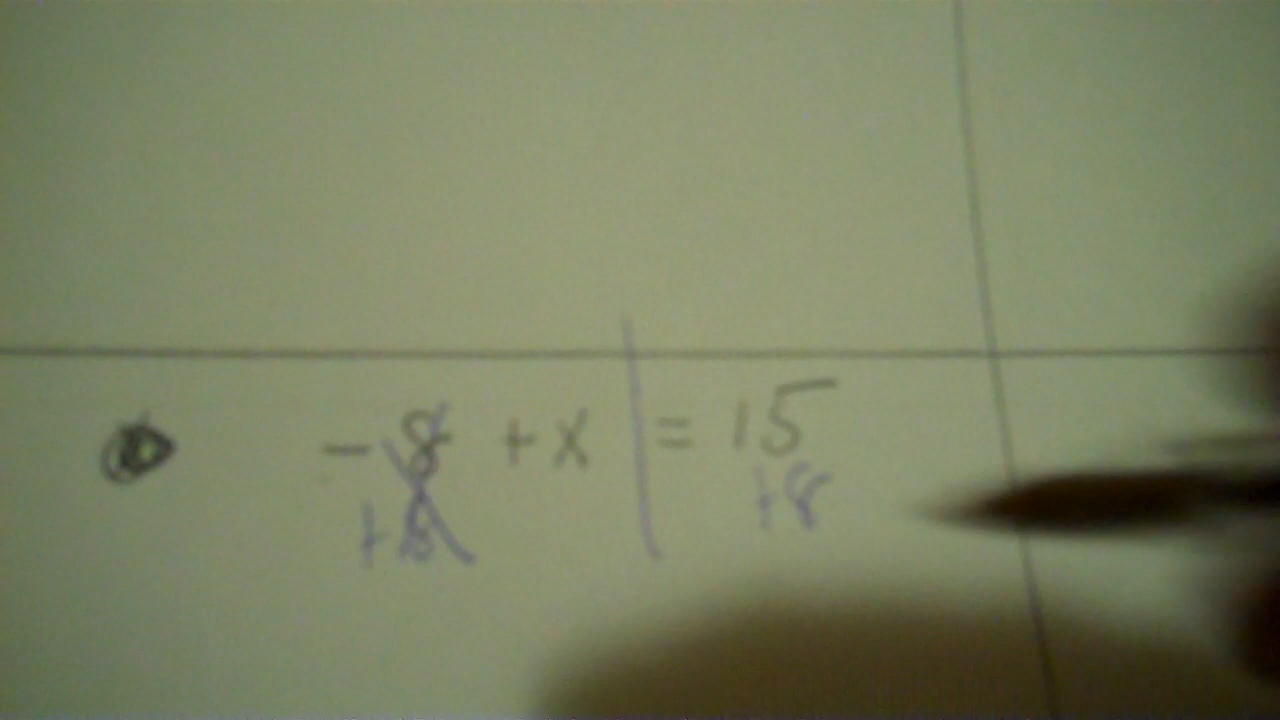 - 8 + x = 15
+8 +8